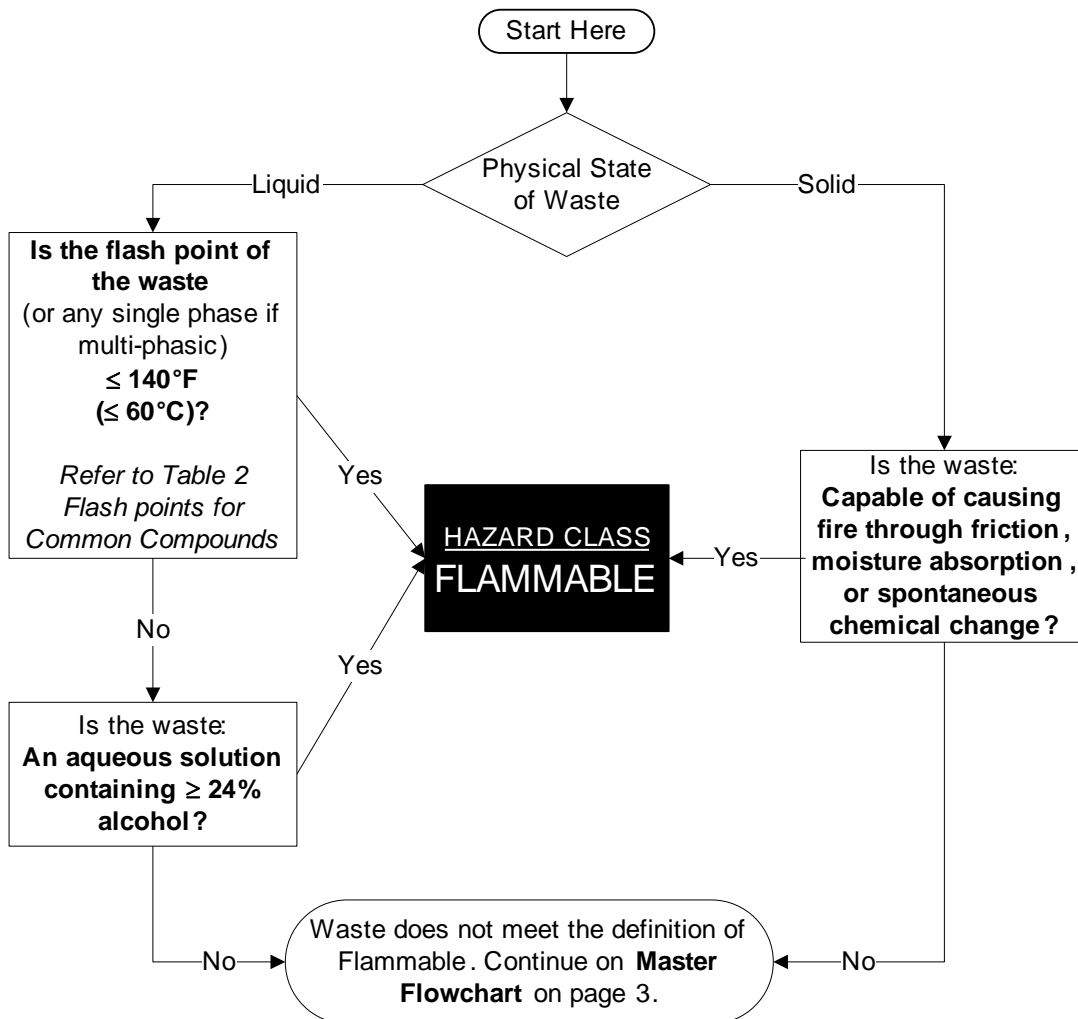 Start Here
Physical State
of Waste
Liquid
Solid
Is the flash point of
the waste
(or any single phase if
multi-phasic)
≤ 140°F
(≤ 60°C)?
Refer to Table 2
Flash points for
Common Compounds
Yes
HAZARD CLASS
FLAMMABLE
Yes
Is the waste:
Capable of causing
fire through friction,
moisture absorption,
or spontaneous
chemical change?
No
Yes
Is the waste:
An aqueous solution
containing ≥ 24%
alcohol?
No
Waste does not meet the definition of
Flammable. Continue on Master
Flowchart on page 3.
No